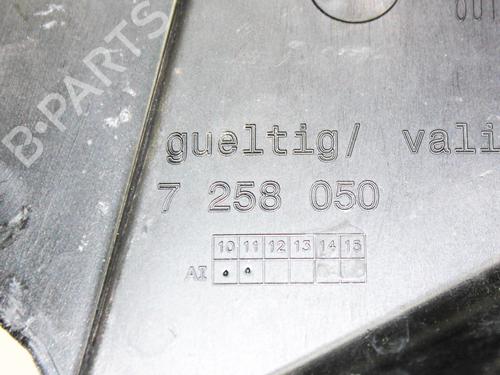 B-PARTS
gueltig/ vali
7 258 050
10 11 12 13 14 15
AI